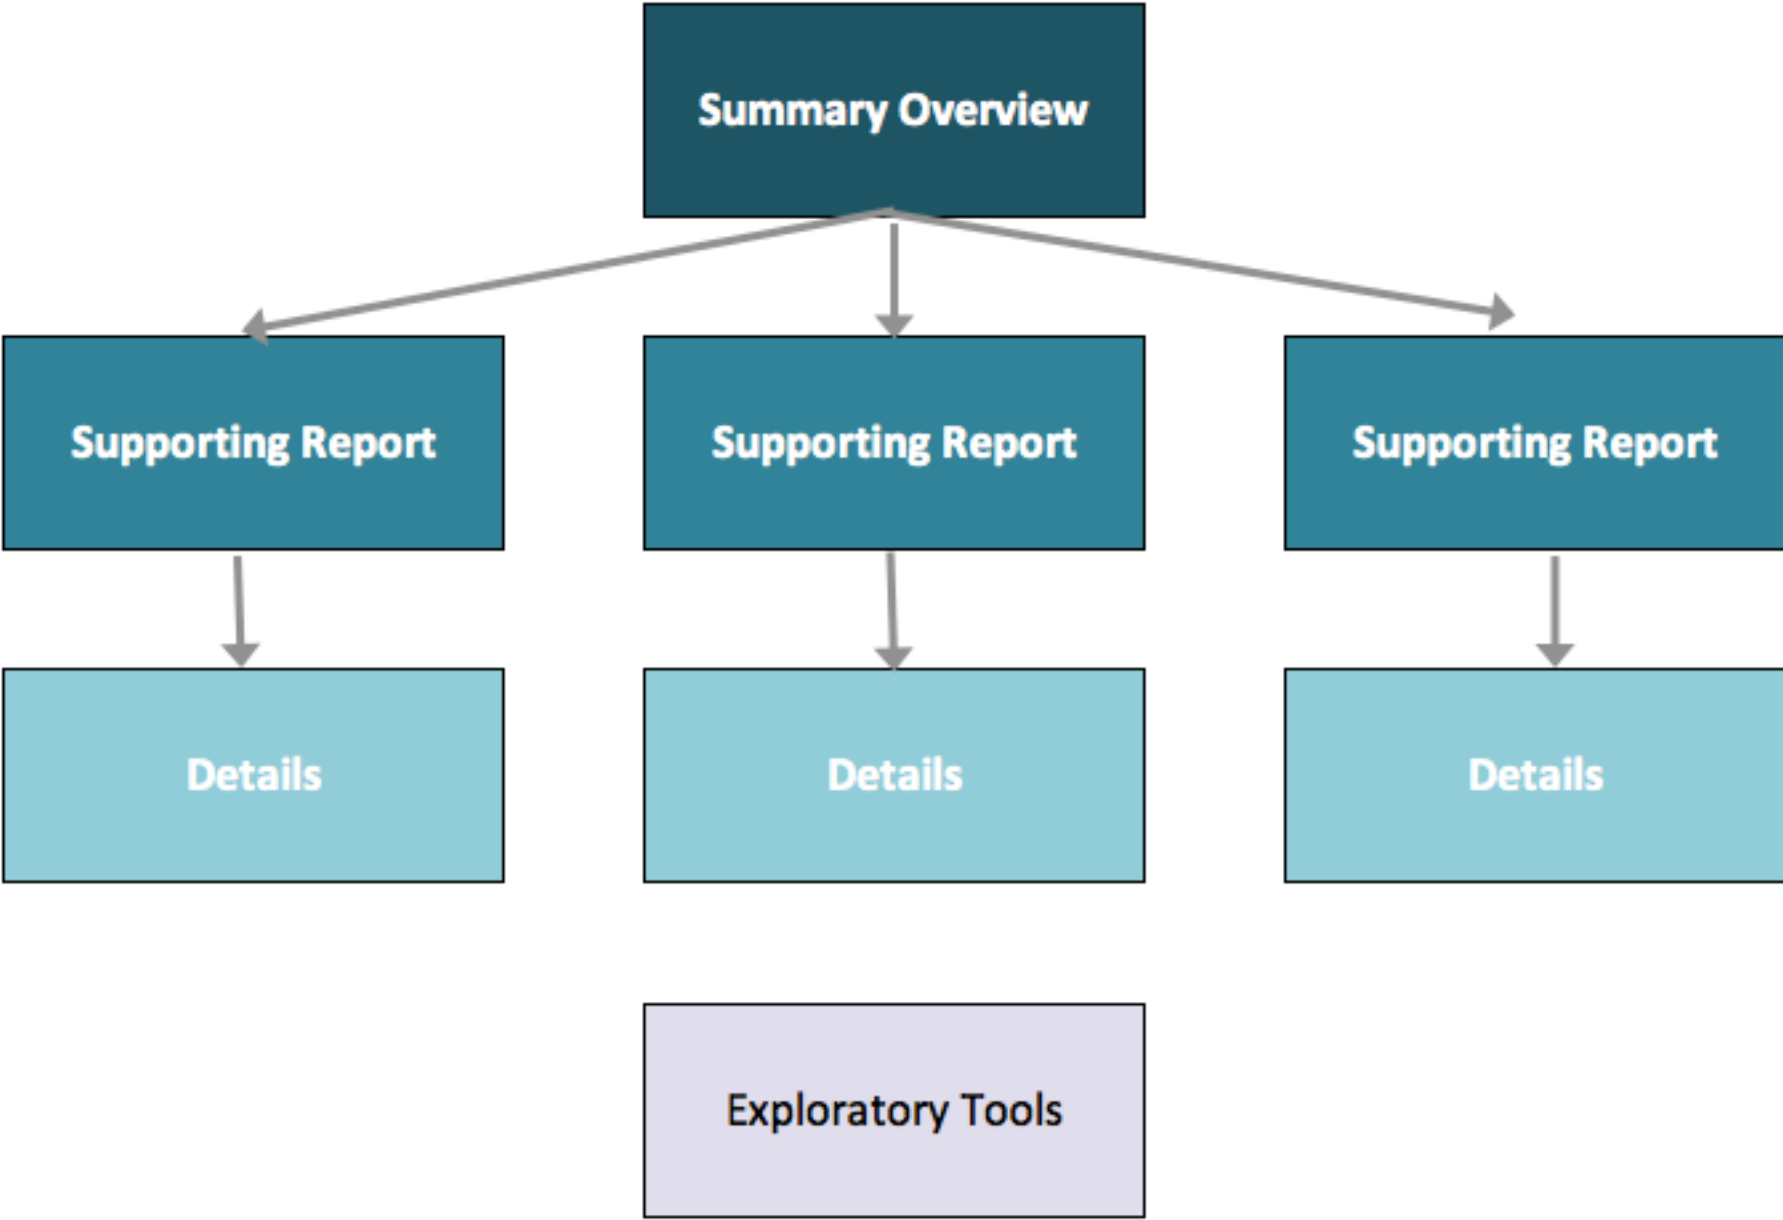 Summary Overview
Supporting Report
Supporting Report
Supporting Report
Details
Details
Details
Exploratory Tools